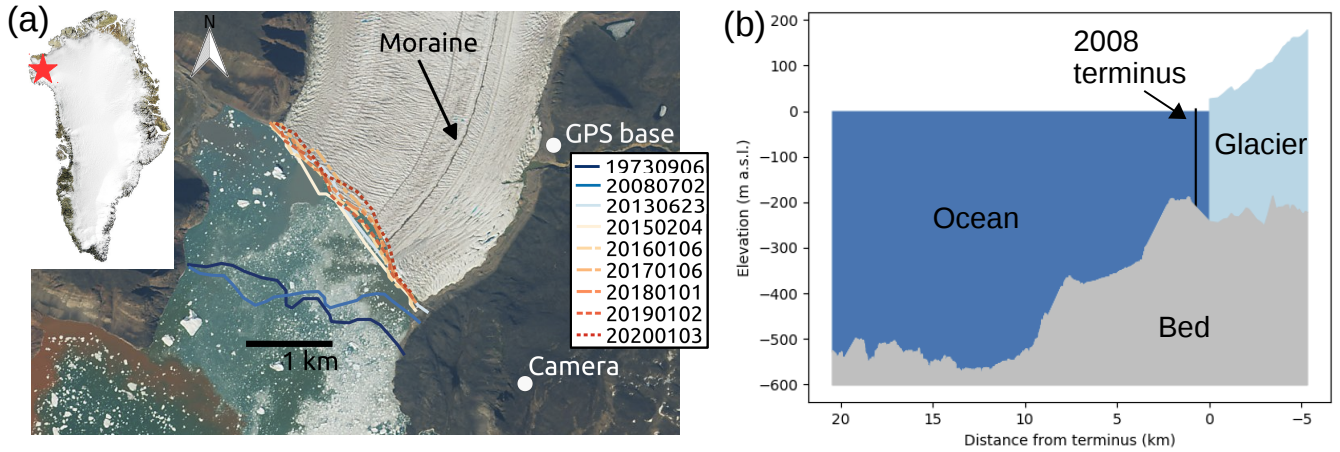 (a)
N
Moraine
GPS base
19730906
20080702
20130623
20150204
20160106
20170106
20180101
20190102
20200103
1 km
Camera
(b)
2008
terminus
Glacier
Ocean
Bed
200
100
0
−100
−200
−300
−400
−500
−600
Elevation (m a.s.l.)
20
15
10
5
0
−5
Distance from terminus (km)